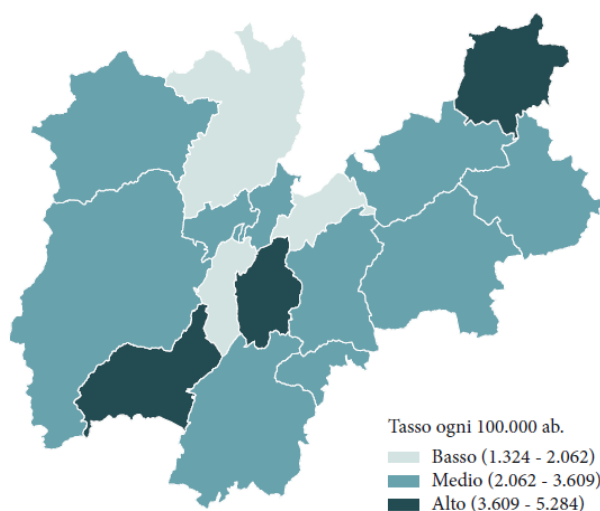 Tasso ogni 100.000 ab.
Basso (1.324 - 2.062)
Medio (2.062 - 3.609)
Alto (3.609 - 5.284)